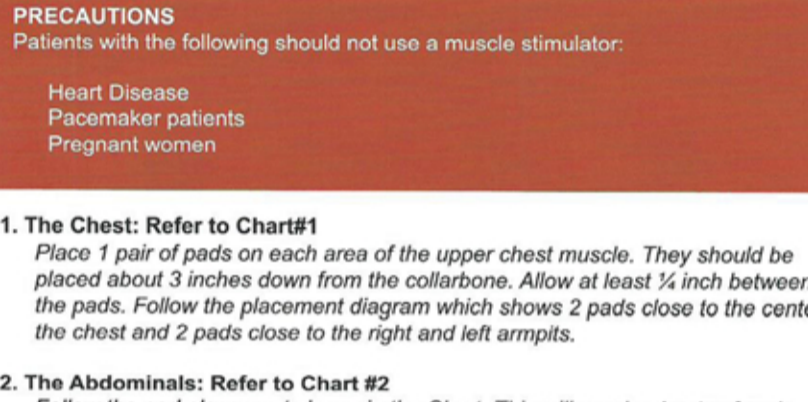 PRECAUTIONS
Patients with the following should not use a muscle stimulator:
Heart Disease
Pacemaker patients
Pregnant women
1. The Chest: Refer to Chart#1
Place 1 pair of pads on each area of the upper chest muscle. They should be
placed about 3 inches down from the collarbone. Allow at least ¼ inch between
the pads. Follow the placement diagram which shows 2 pads close to the cente
the chest and 2 pads close to the right and left armpits.
2. The Abdominals: Refer to Chart #2